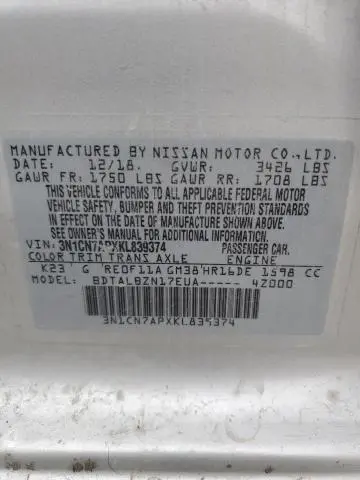 MANUFACTURED BY NISSAN MOTOR CO.,LTD.
DATE: 12/18. GVWR: 3426 LBS
GAWR FR: 1750 LBS GAWR RR: 1708 LBS
THIS VEHICLE CONFORMS TO ALL APPLICABLE FEDERAL MOTOR
VEHICLE SAFETY, BUMPER AND THEFT PREVENTION STANDARDS
IN EFFECT ON THE DATE OF MANUFACTURE SHOWN ABOVE.
SEE OWNER'S MANUAL FOR ADDITIONAL INFORMATION.
VIN: 3N1CN7APXKL839374 PASSENGER CAR.
COLOR TRIM TRANS AXLE ENGINE
K23 G RE0F11A GM38 HR16DE 1598 CC
MODEL: BDTALBZN17EUA----- 4Z000
3N1CN7APXKL839374